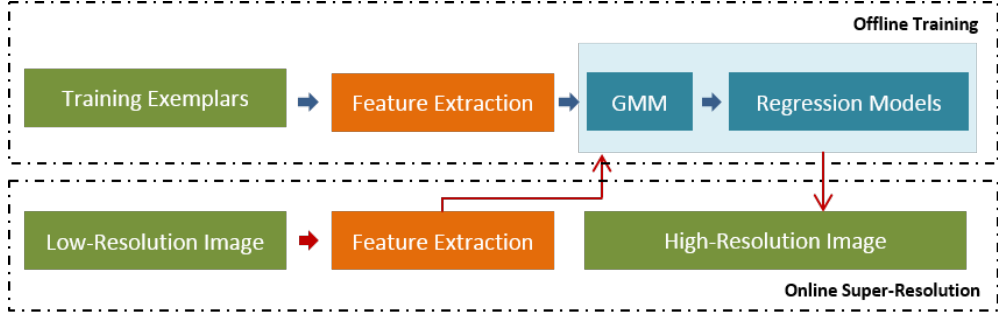 Offline Training
Training Exemplars
Feature Extraction
GMM
Regression Models
Low-Resolution Image
Feature Extraction
High-Resolution Image
Online Super-Resolution